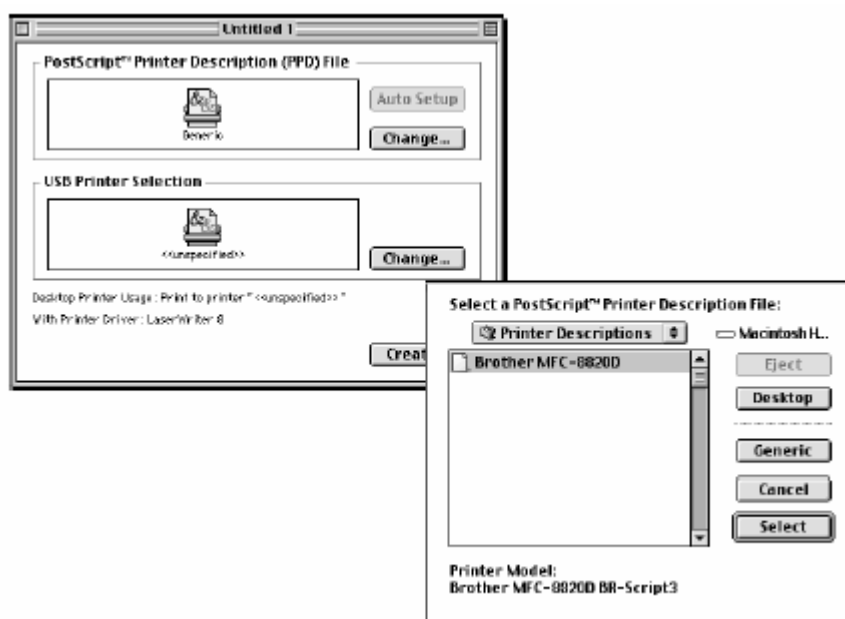 Untitled 1
PostScript™ Printer Description (PPD) File
Generic
Auto Setup
Change...
USB Printer Selection
<<unspecified>>
Change...
Desktop Printer Usage: Print to printer "<<unspecified>>"
With Printer Driver: LaserWriter 8
Creat
Select a PostScript™ Printer Description File:
Printer Descriptions
Macintosh H...
Brother MFC-8820D
Eject
Desktop
Generic
Cancel
Select
Printer Model:
Brother MFC-8820D BR-Script3